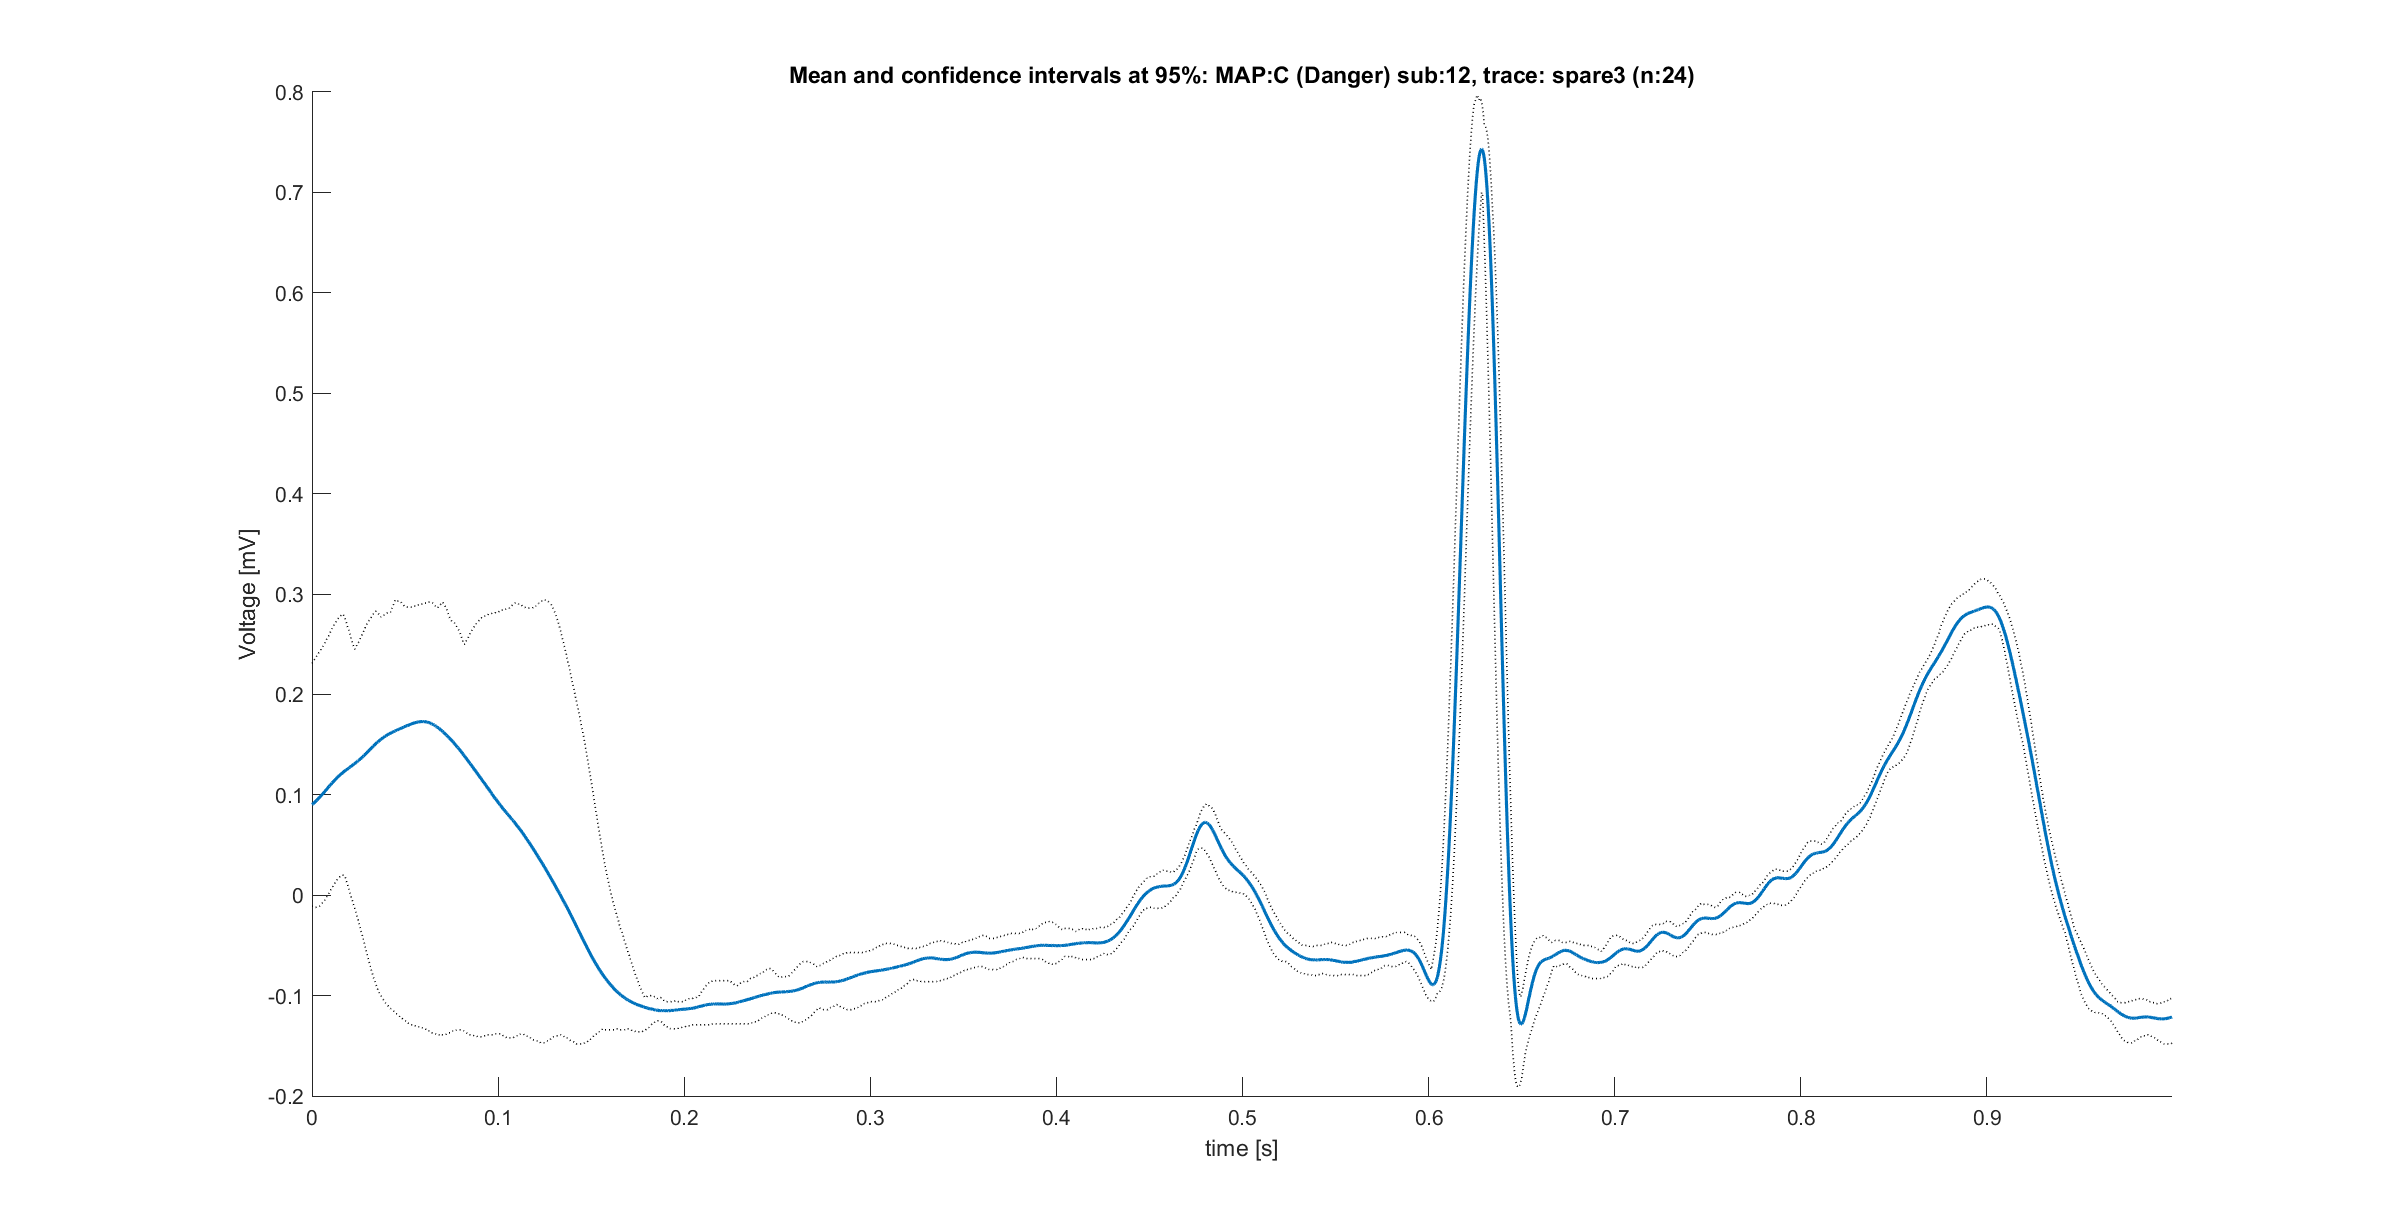 Mean and confidence intervals at 95%: MAP:C (Danger) sub:12, trace: spare3 (n:24)
0.8
0.7
0.6
0.5
0.4
0.3
0.2
0.1
0
-0.1
-0.2
Voltage [mV]
0 0.1 0.2 0.3 0.4 0.5 0.6 0.7 0.8 0.9
time [s]